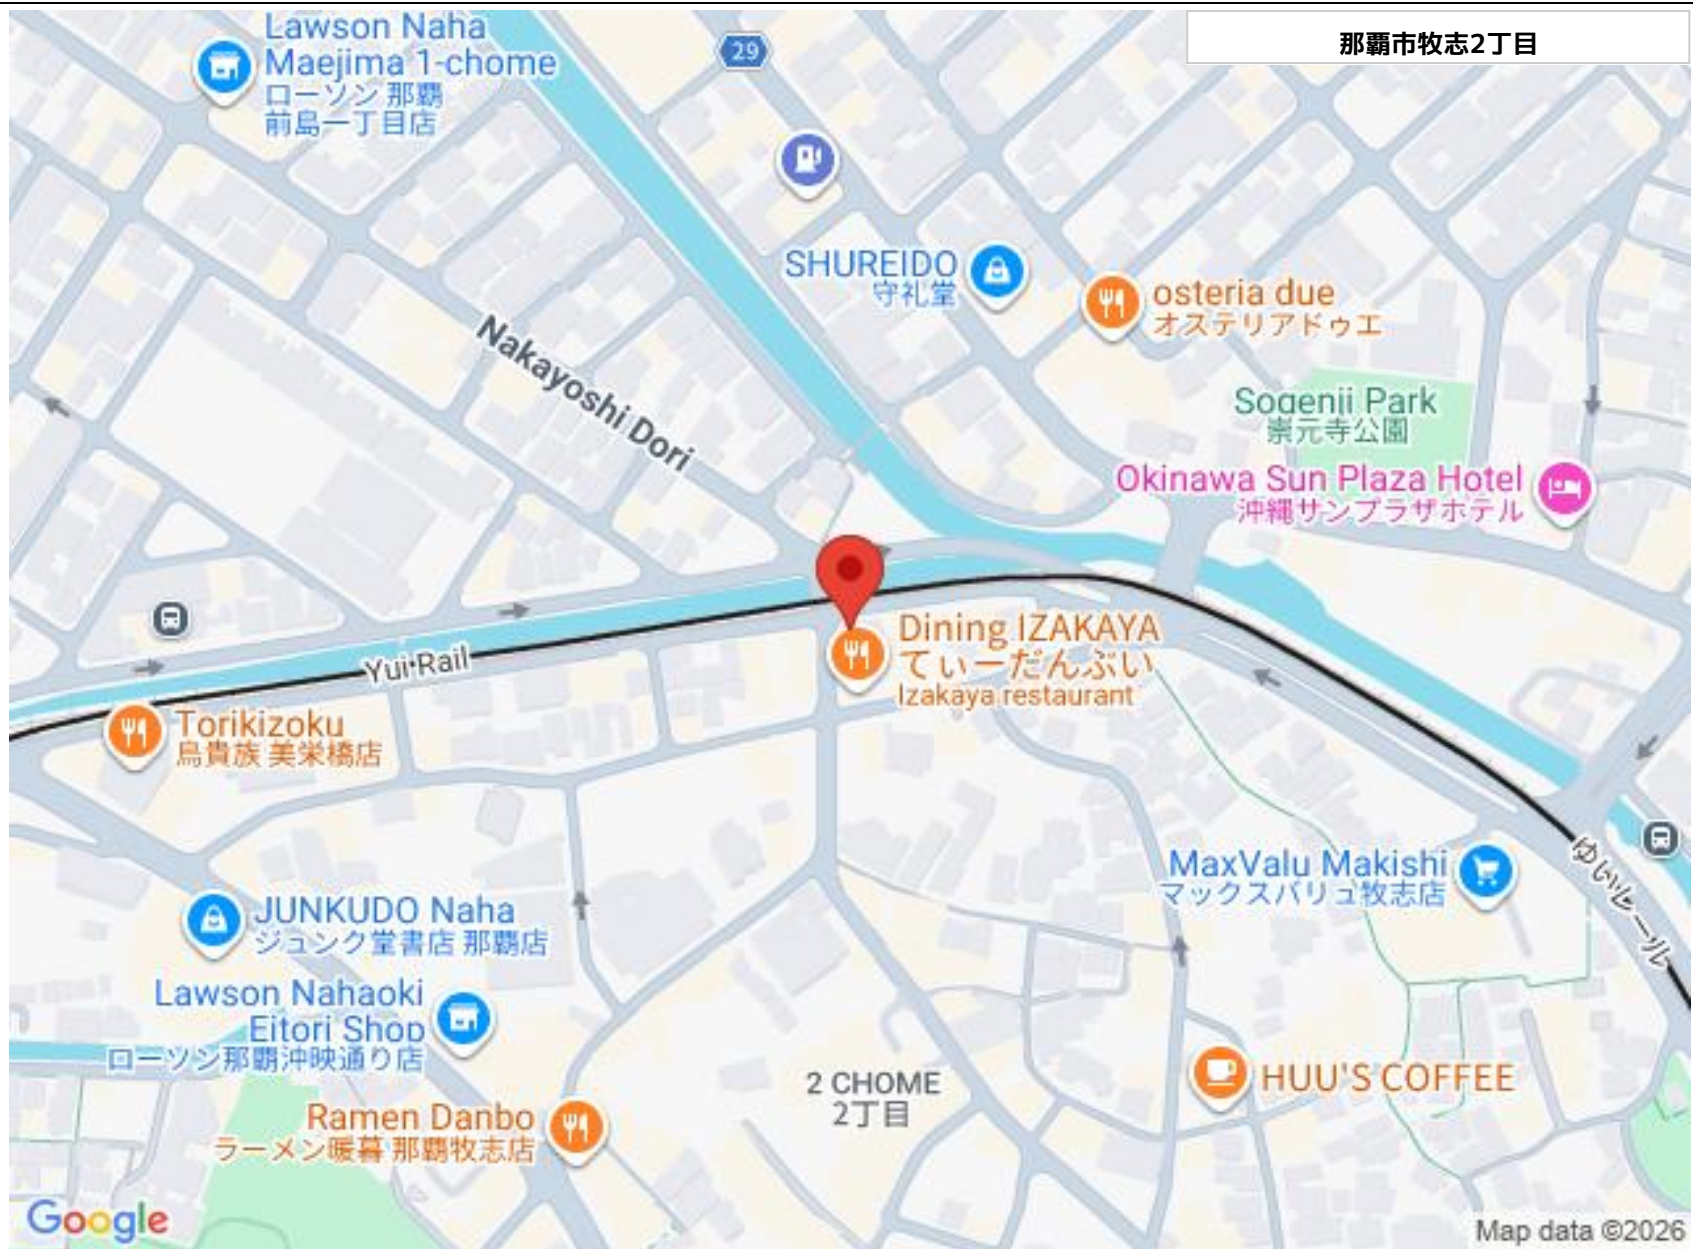 Lawson Naha
Maejima 1-chome
ローソン 那覇
前島一丁目店
29
那覇市牧志2丁目
SHUREIDO
守礼堂
osteria due
オステリアドゥエ
Nakayoshi Dori
Sogenji Park
崇元寺公園
Okinawa Sun Plaza Hotel
沖縄サンプラザホテル
Dining IZAKAYA
てぃーだんぶい
Izakaya restaurant
Yui Rail
Torikizoku
鳥貴族 美栄橋店
MaxValu Makishi
マックスバリュ牧志店
ゆいレール
JUNKUDO Naha
ジュンク堂書店 那覇店
Lawson Nahaoki
Eitori Shop
ローソン那覇沖映通り店
2 CHOME
2丁目
HUU'S COFFEE
Ramen Danbo
ラーメン暖暮 那覇牧志店
Google
Map data ©2026